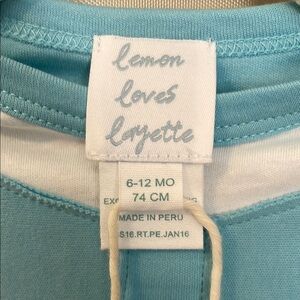 lemon
loves
layette
6-12 MO
74 CM
MADE IN PERU
S16.RT.PE.JAN16